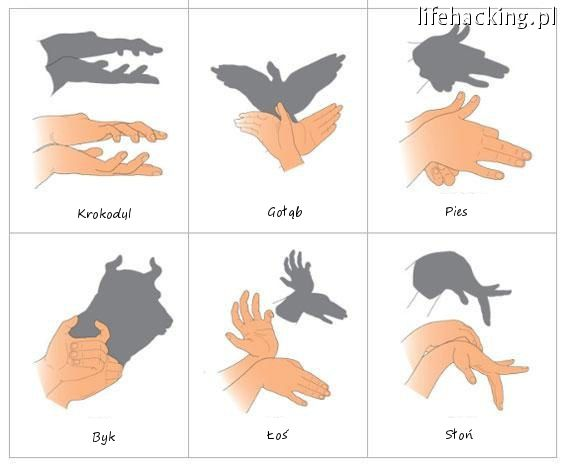 lifehacking.pl
Krokodyl
Gołąb
Pies
Byk
Łoś
Słoń